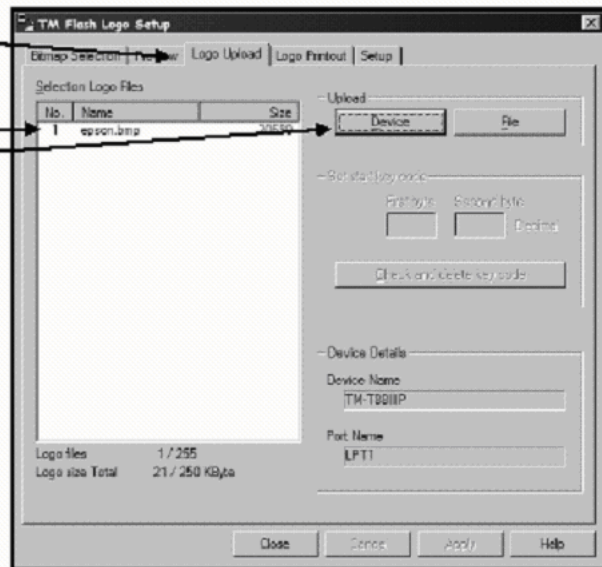 TM Flash Logo Setup
Bitmap Selection Preview Logo Upload Logo Printout Setup
Selection Logo Files
No. Name Size
1 epson.bmp
Upload
Device File
Set start key code
First byte Second byte
Decimal
Check and delete key code
Device Details
Device Name
Port Name
LPT1
Logo files 1 / 255
Logo size Total 21 / 250 KByte
Close Cancel Apply Help